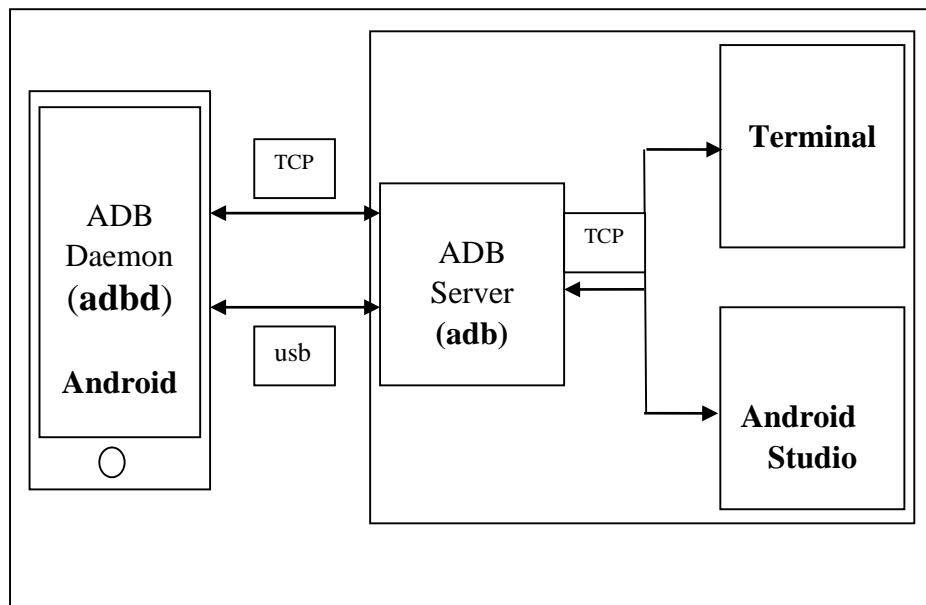 ADB
Daemon
(adbd)
Android
TCP
usb
ADB
Server
(adb)
TCP
Terminal
Android
Studio